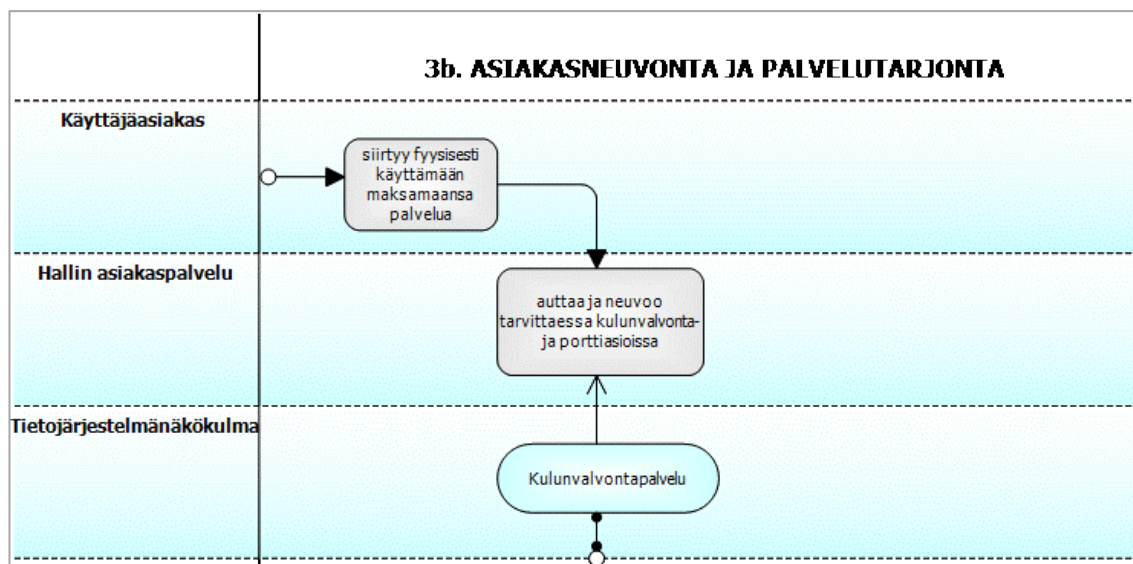 3b. ASIAKASNEUVONTA JA PALVELUTARJONTA
Käyttäjäasiakas
siirtyy fyysisesti
käyttämään
maksamaansa
palvelua
Hallin asiakaspalvelu
auttaa ja neuvoo
tarvittaessa kulunvalvonta-
ja porttiasioissa
Tietojärjestelmänäkökulma
Kulunvalvontapalvelu